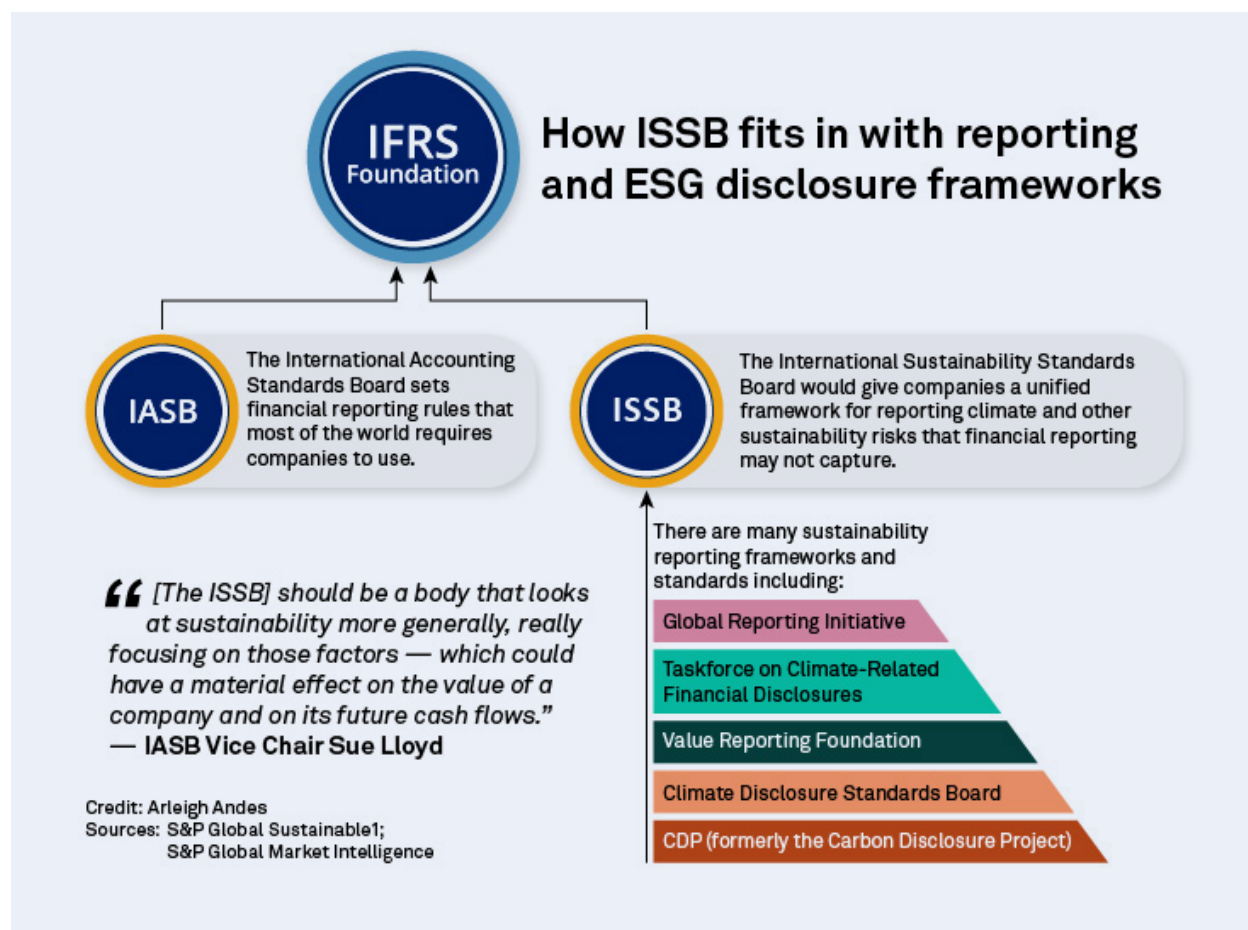 IFRS
Foundation
How ISSB fits in with reporting
and ESG disclosure frameworks
IASB
The International Accounting
Standards Board sets
financial reporting rules that
most of the world requires
companies to use.
ISSB
The International Sustainability Standards
Board would give companies a unified
framework for reporting climate and other
sustainability risks that financial reporting
may not capture.
“ [The ISSB] should be a body that looks
at sustainability more generally, really
focusing on those factors — which could
have a material effect on the value of a
company and on its future cash flows.”
— IASB Vice Chair Sue Lloyd
There are many sustainability
reporting frameworks and
standards including:
Global Reporting Initiative
Taskforce on Climate-Related
Financial Disclosures
Value Reporting Foundation
Climate Disclosure Standards Board
CDP (formerly the Carbon Disclosure Project)
Credit: Arleigh Andes
Sources: S&P Global Sustainable1;
S&P Global Market Intelligence